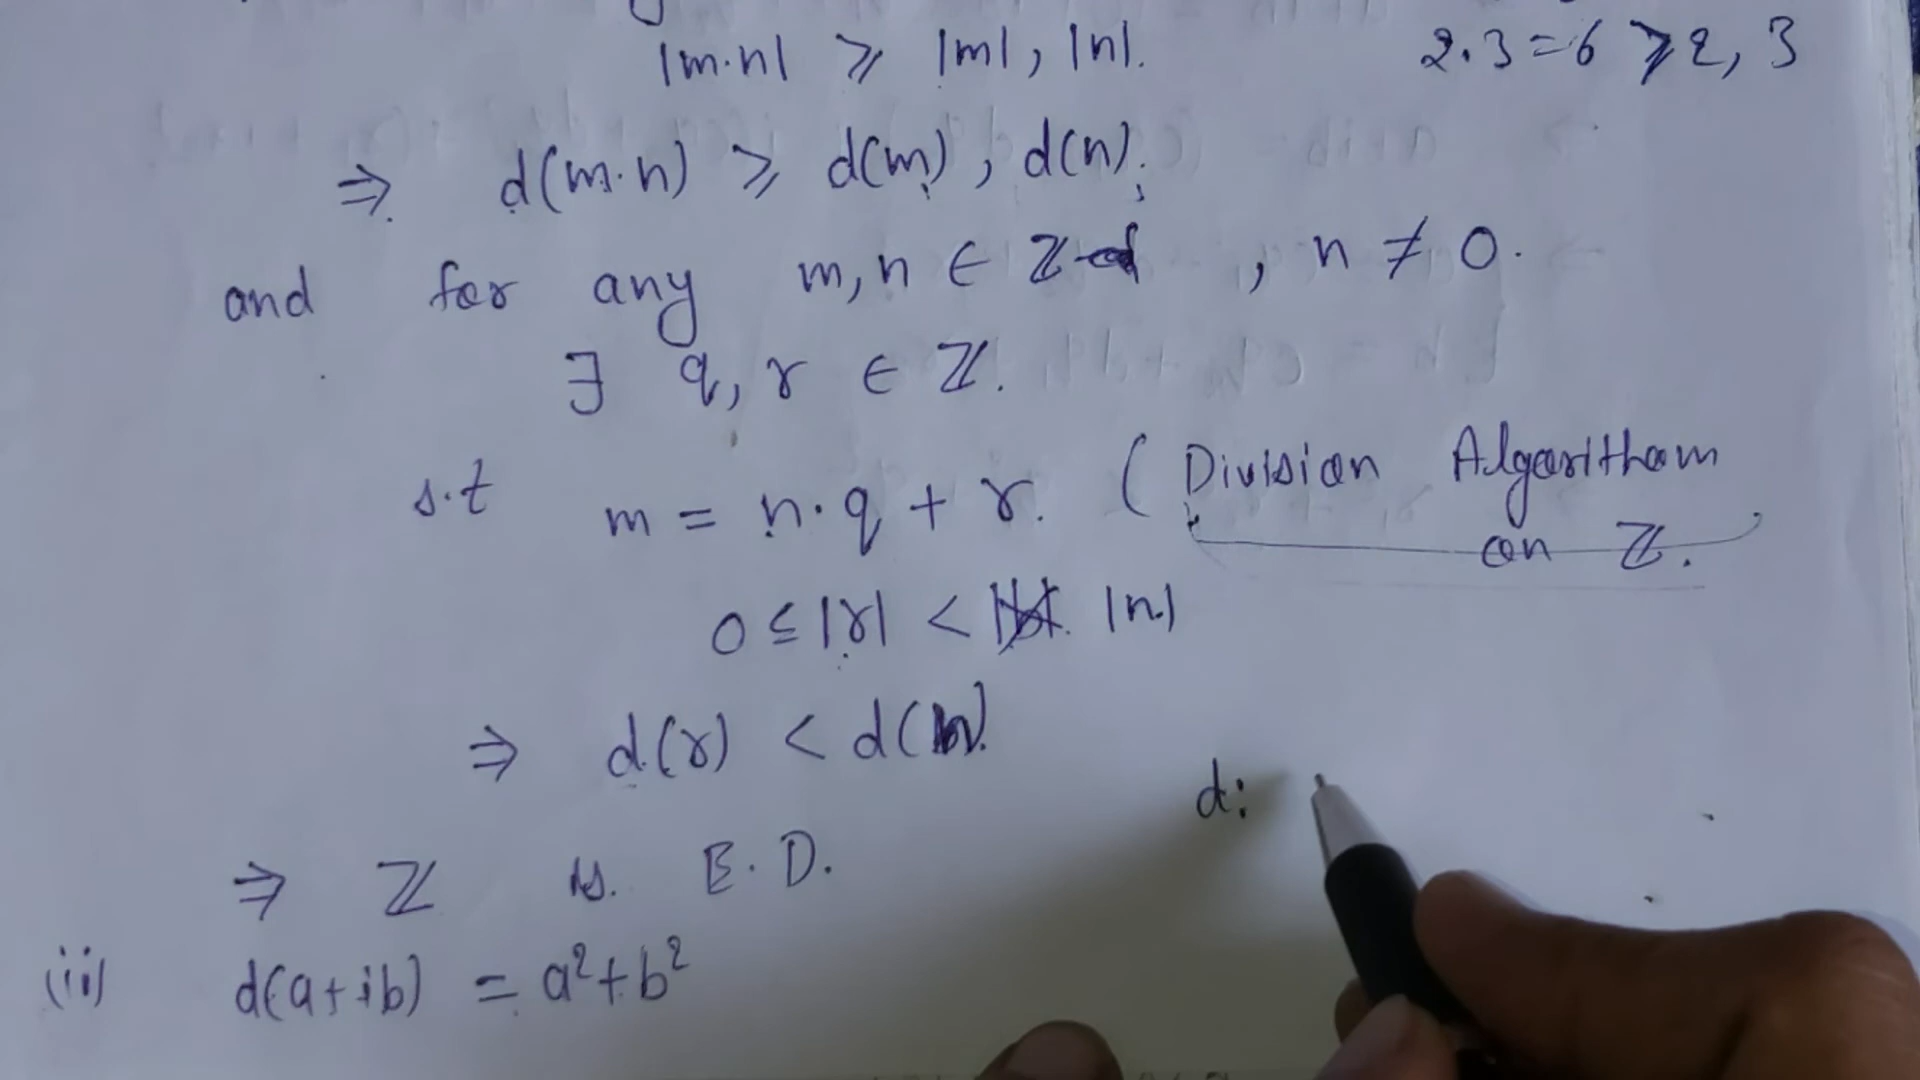 |m·n| ⩾ |m|, |n|. 2.3=6 ⩾ 2, 3
⇒ d(m·n) ⩾ d(m), d(n).
and for any m, n ∈ ℤ , n ≠ 0.
∃ q, r ∈ ℤ.
s.t m = n·q + r. ( Division Algoritham
on ℤ.
0 ≤ |r| < |n|
⇒ d(r) < d(n).
d:
⇒ ℤ is. E.D.
(ii) d(a+ib) = a²+b²